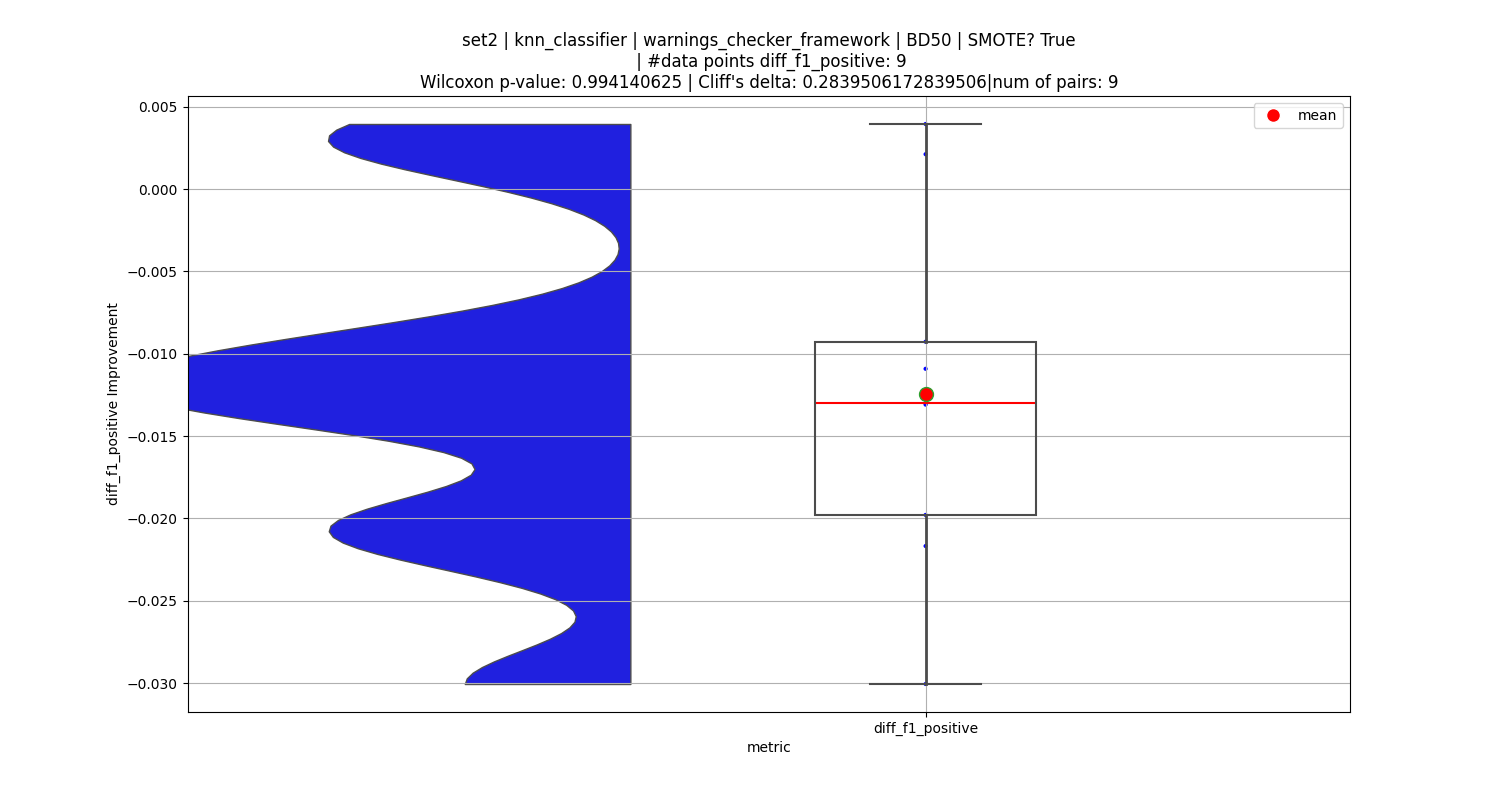 set2 | knn_classifier | warnings_checker_framework | BD50 | SMOTE? True
| #data points diff_f1_positive: 9
Wilcoxon p-value: 0.994140625 | Cliff's delta: 0.2839506172839506|num of pairs: 9
mean
0.005
0.000
−0.005
−0.010
−0.015
−0.020
−0.025
−0.030
diff_f1_positive Improvement
diff_f1_positive
metric